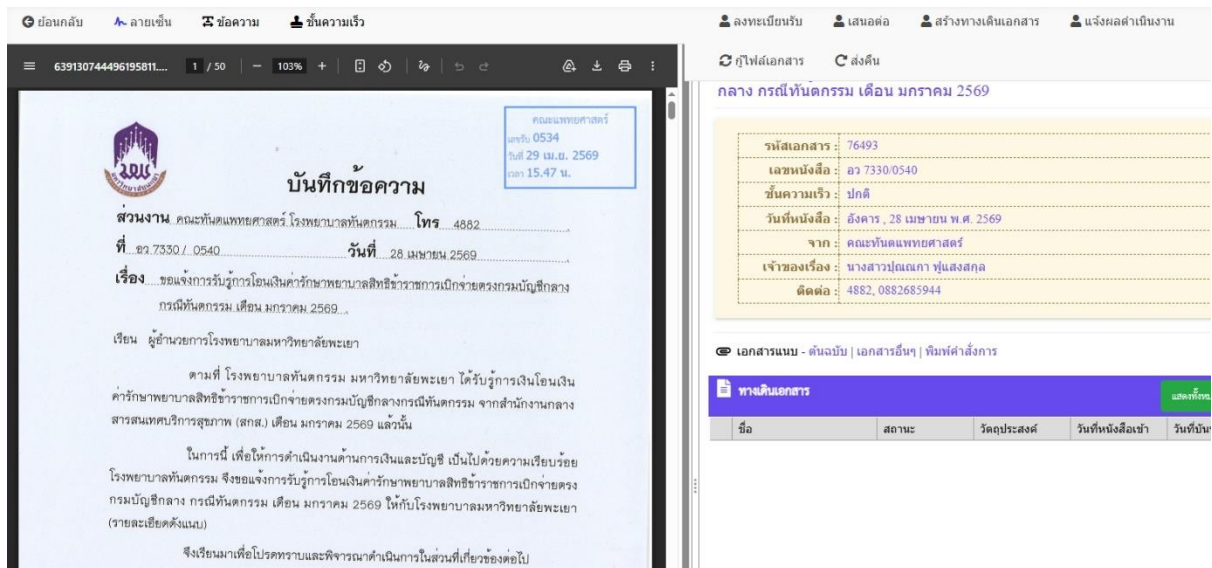 ย้อนกลับ ลายเซ็น ข้อความ ชั้นความเร็ว
ลงทะเบียนรับ เสนอต่อ สร้างทางเดินเอกสาร แจ้งผลดำเนินงาน
กู้ไฟล์เอกสาร ส่งคืน
639130744496195811.... 1 / 50 103%
คณะแพทยศาสตร์
เลขรับ 0534
วันที่ 29 เม.ย. 2569
เวลา 15.47 น.
มหาวิทยาลัยพะเยา
บันทึกข้อความ
ส่วนงาน คณะทันตแพทยศาสตร์ โรงพยาบาลทันตกรรม โทร 4882
ที่ อว 7330 / 0540 วันที่ 28 เมษายน 2569
เรื่อง ขอแจ้งการรับรู้การโอนเงินค่ารักษาพยาบาลสิทธิข้าราชการเบิกจ่ายตรงกรมบัญชีกลาง
กรณีทันตกรรม เดือน มกราคม 2569
เรียน ผู้อำนวยการโรงพยาบาลมหาวิทยาลัยพะเยา
ตามที่ โรงพยาบาลทันตกรรม มหาวิทยาลัยพะเยา ได้รับรู้การเงินโอนเงิน
ค่ารักษาพยาบาลสิทธิข้าราชการเบิกจ่ายตรงกรมบัญชีกลางกรณีทันตกรรม จากสำนักงานกลาง
สารสนเทศบริการสุขภาพ (สกส.) เดือน มกราคม 2569 แล้วนั้น
ในการนี้ เพื่อให้การดำเนินงานด้านการเงินและบัญชี เป็นไปด้วยความเรียบร้อย
โรงพยาบาลทันตกรรม จึงขอแจ้งการรับรู้การโอนเงินค่ารักษาพยาบาลสิทธิข้าราชการเบิกจ่ายตรง
กรมบัญชีกลาง กรณีทันตกรรม เดือน มกราคม 2569 ให้กับโรงพยาบาลมหาวิทยาลัยพะเยา
(รายละเอียดดังแนบ)
จึงเรียนมาเพื่อโปรดทราบและพิจารณาดำเนินการในส่วนที่เกี่ยวข้องต่อไป
กลาง กรณีทันตกรรม เดือน มกราคม 2569
รหัสเอกสาร : 76493
เลขหนังสือ : อว 7330/0540
ชั้นความเร็ว : ปกติ
วันที่หนังสือ : อังคาร , 28 เมษายน พ.ศ. 2569
จาก : คณะทันตแพทยศาสตร์
เจ้าของเรื่อง : นางสาวปุณณภา ฟูแสงสกุล
ติดต่อ : 4882, 0882685944
เอกสารแนบ - ต้นฉบับ | เอกสารอื่นๆ | พิมพ์คำสั่งการ
ทางเดินเอกสาร
ชื่อ สถานะ วัตถุประสงค์ วันที่หนังสือเข้า